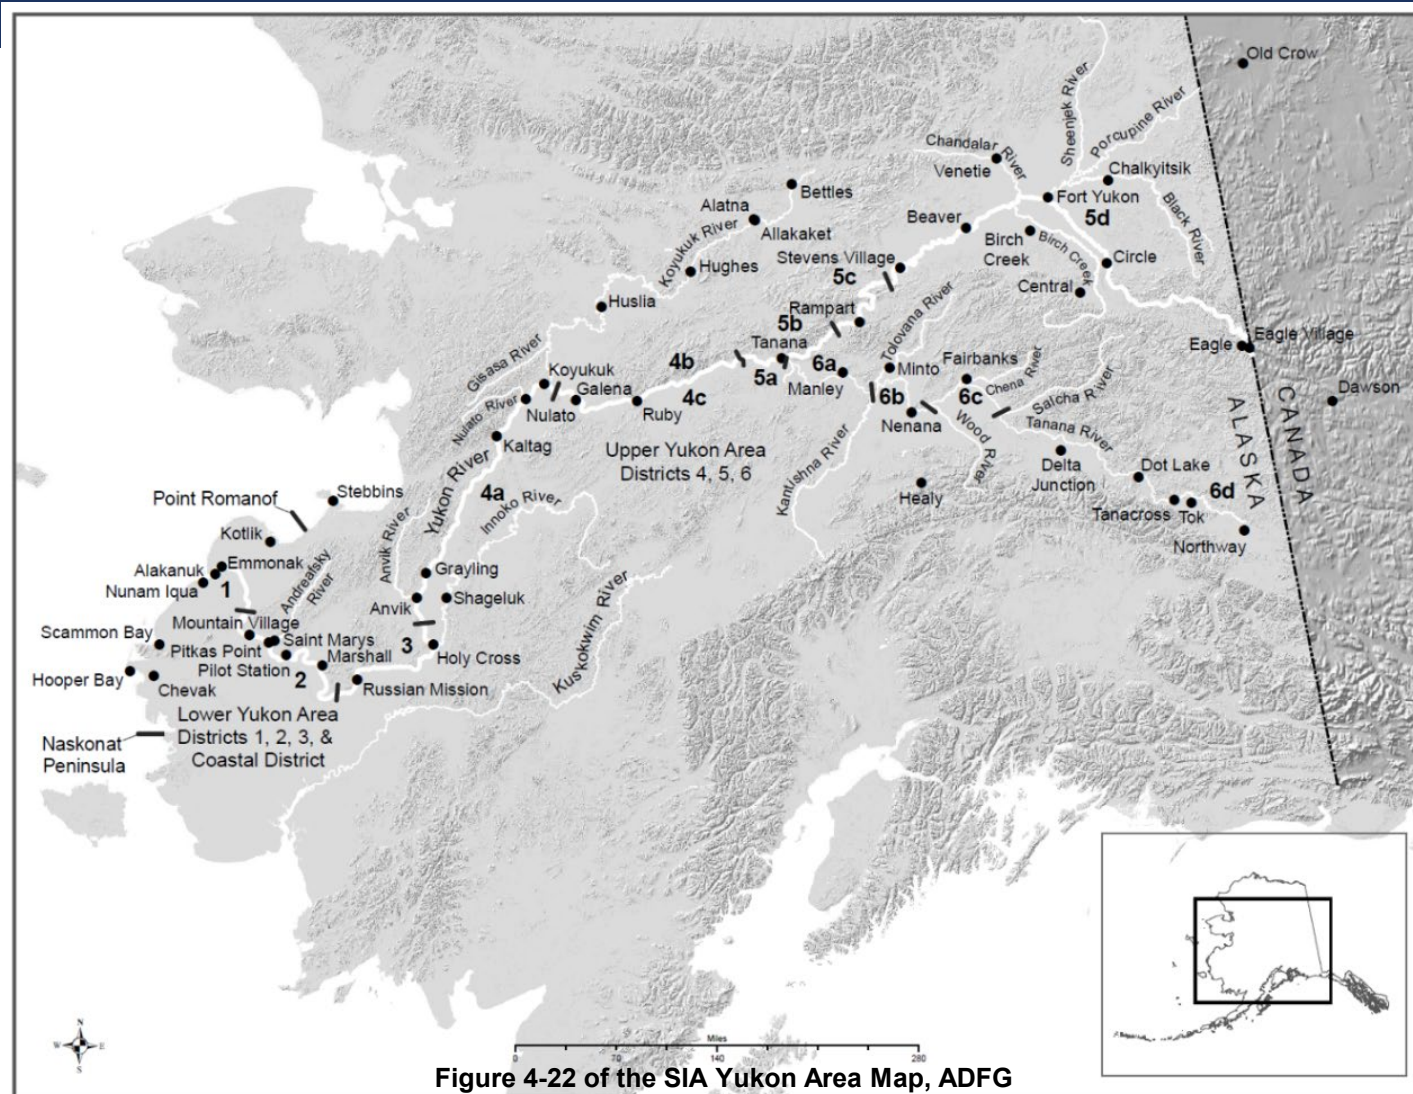 Old Crow
Sheenjek River
Porcupine River
Chandalar River
Venetie
Chalkyitsik
Bettles
Fort Yukon
5d
Black River
Alatna
Allakaket
Koyukuk River
Beaver
Birch
Creek
Birch Creek
Circle
Hughes
Stevens Village
5c
Central
Huslia
Rampart
5b
Tolovana River
Tanana
Eagle
Eagle Village
Gisasa River
4b
5a
6a
Manley
Minto
Fairbanks
Chena River
Koyukuk
Galena
4c
6b
6c
Salcha River
Dawson
Nulato River
Nulato
Ruby
Nenana
Wood River
Tanana River
ALASKA
CANADA
Kaltag
Upper Yukon Area
Districts 4, 5, 6
Kantishna River
Delta
Junction
Dot Lake
Yukon River
4a
Innoko River
Healy
Tanacross
Tok
6d
Northway
Point Romanof
Stebbins
Kotlik
Anvik River
Emmonak
Alakanuk
Nunam Iqua
1
Andreafsky
River
Grayling
Anvik
Shageluk
Kuskokwim River
Mountain Village
Scammon Bay
Pitkas Point
Saint Marys
3
Holy Cross
Pilot Station
Marshall
2
Hooper Bay
Chevak
Russian Mission
Lower Yukon Area
Districts 1, 2, 3, &
Coastal District
Naskonat
Peninsula
N
W E
S
Miles
0 70 140 280
Figure 4-22 of the SIA Yukon Area Map, ADFG